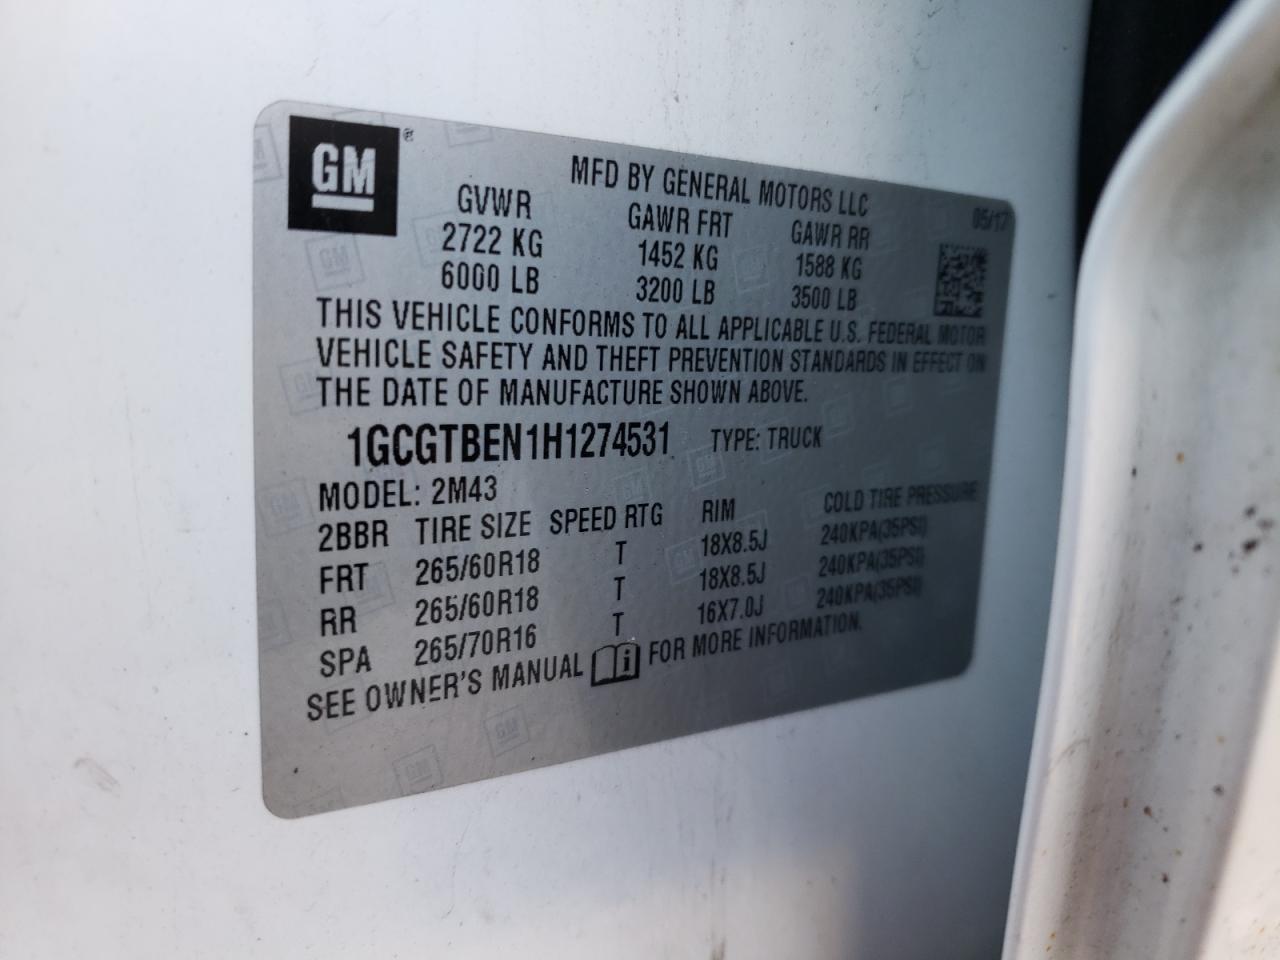 GM®
MFD BY GENERAL MOTORS LLC
05/17
GVWR GAWR FRT GAWR RR
2722 KG 1452 KG 1588 KG
6000 LB 3200 LB 3500 LB
THIS VEHICLE CONFORMS TO ALL APPLICABLE U.S. FEDERAL MOTOR
VEHICLE SAFETY AND THEFT PREVENTION STANDARDS IN EFFECT ON
THE DATE OF MANUFACTURE SHOWN ABOVE.
1GCGTBEN1H1274531 TYPE: TRUCK
MODEL: 2M43
2BBR TIRE SIZE SPEED RTG RIM COLD TIRE PRESSURE
FRT 265/60R18 T 18X8.5J 240KPA(35PSI)
RR 265/60R18 T 18X8.5J 240KPA(35PSI)
SPA 265/70R16 T 16X7.0J 240KPA(35PSI)
SEE OWNER'S MANUAL i FOR MORE INFORMATION.